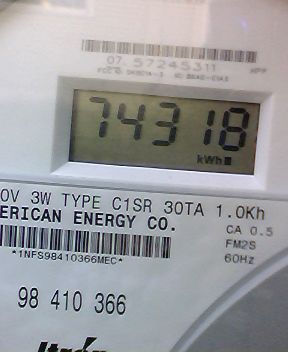 07. 57245311
74318
kWh
0V 3W TYPE C1SR 30TA 1.0Kh
ERICAN ENERGY CO.
CA 0.5
FM2S
60Hz
*1NFS98410366MEC*
98 410 366
Itrón